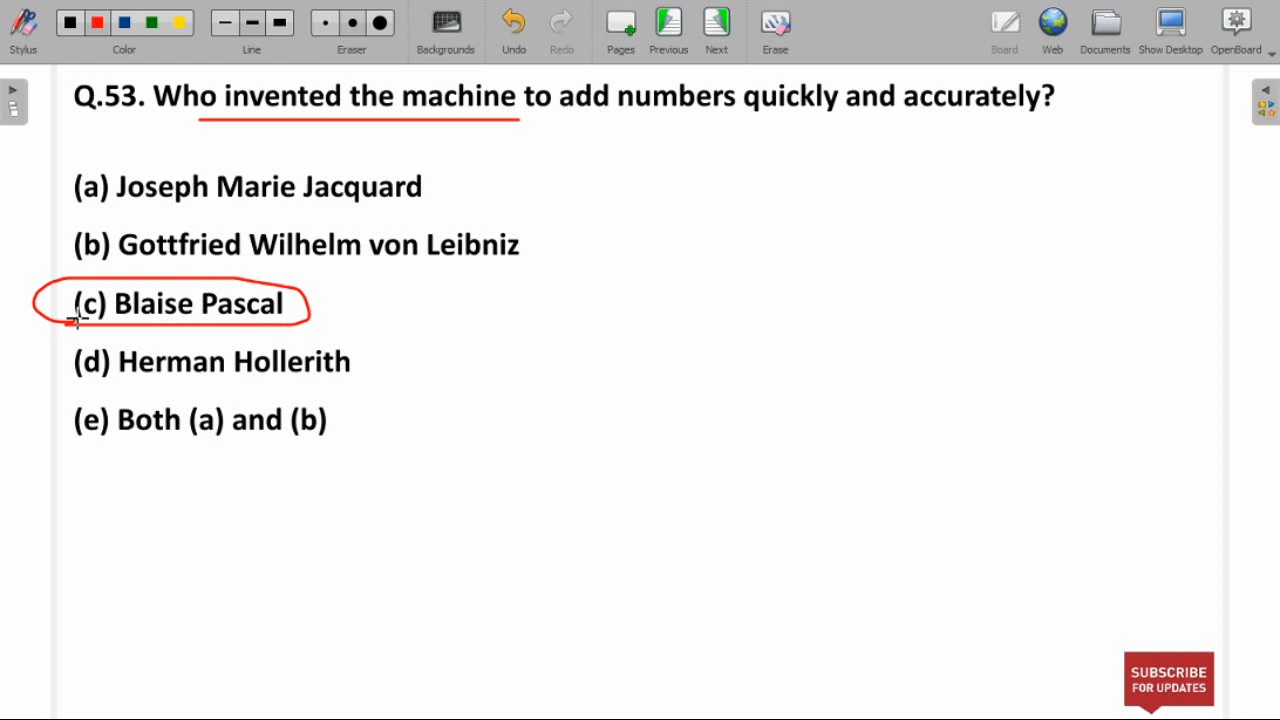 Stylus
Color
Line
Eraser
Backgrounds
Undo
Redo
Pages
Previous
Next
Erase
Board
Web
Documents
Show Desktop
OpenBoard
Q.53. Who invented the machine to add numbers quickly and accurately?
(a) Joseph Marie Jacquard
(b) Gottfried Wilhelm von Leibniz
(c) Blaise Pascal
(d) Herman Hollerith
(e) Both (a) and (b)
SUBSCRIBE
FOR UPDATES